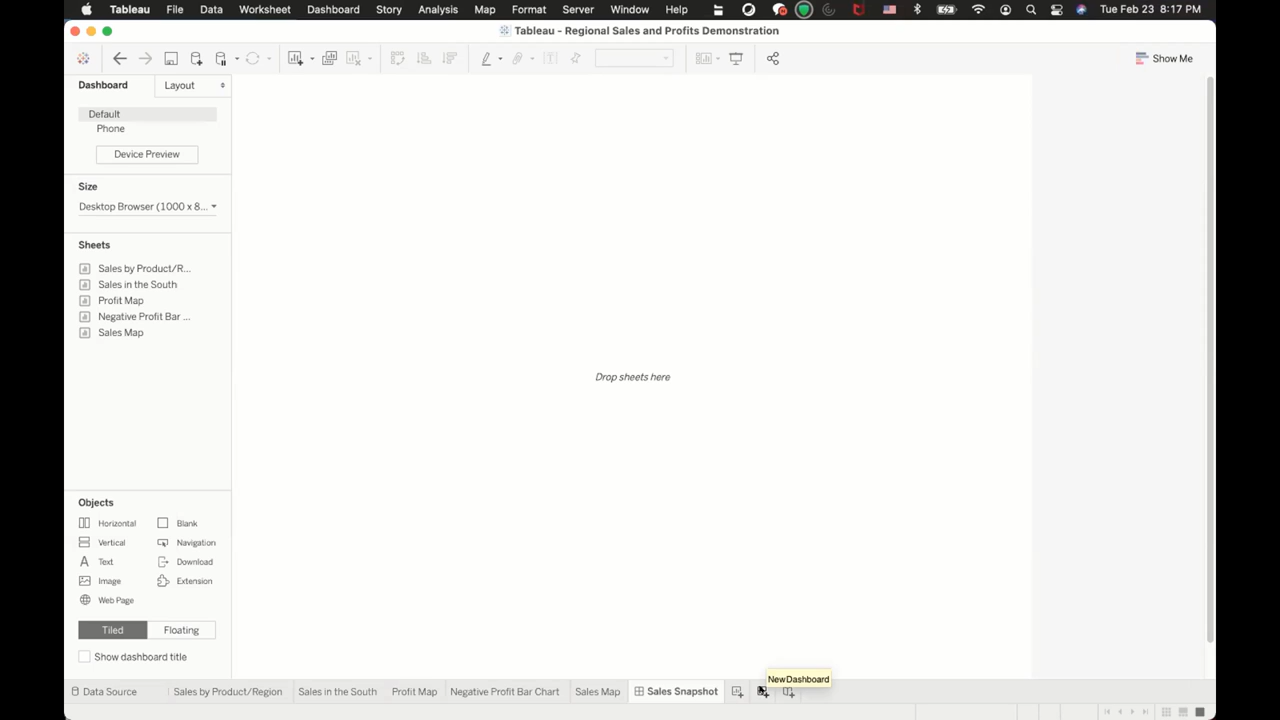 Tableau File Data Worksheet Dashboard Story Analysis Map Format Server Window Help Tue Feb 23 8:17 PM
Tableau - Regional Sales and Profits Demonstration
Show Me
Dashboard Layout
Default
Phone
Device Preview
Size
Desktop Browser (1000 x 8...
Sheets
Sales by Product/R...
Sales in the South
Profit Map
Negative Profit Bar ...
Sales Map
Drop sheets here
Objects
Horizontal Blank
Vertical Navigation
Text Download
Image Extension
Web Page
Tiled Floating
Show dashboard title
New Dashboard
Data Source Sales by Product/Region Sales in the South Profit Map Negative Profit Bar Chart Sales Map Sales Snapshot